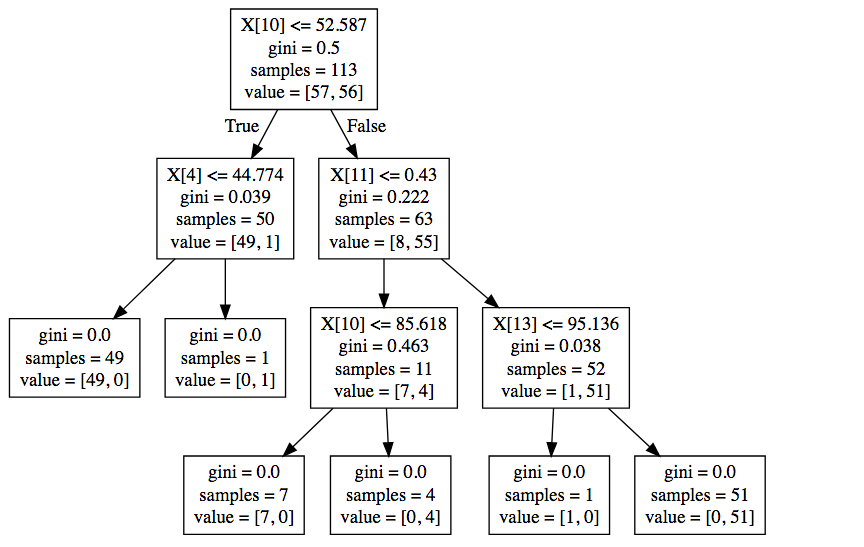 X[10] <= 52.587
gini = 0.5
samples = 113
value = [57, 56]
True
False
X[4] <= 44.774
gini = 0.039
samples = 50
value = [49, 1]
X[11] <= 0.43
gini = 0.222
samples = 63
value = [8, 55]
gini = 0.0
samples = 49
value = [49, 0]
gini = 0.0
samples = 1
value = [0, 1]
X[10] <= 85.618
gini = 0.463
samples = 11
value = [7, 4]
X[13] <= 95.136
gini = 0.038
samples = 52
value = [1, 51]
gini = 0.0
samples = 7
value = [7, 0]
gini = 0.0
samples = 4
value = [0, 4]
gini = 0.0
samples = 1
value = [1, 0]
gini = 0.0
samples = 51
value = [0, 51]